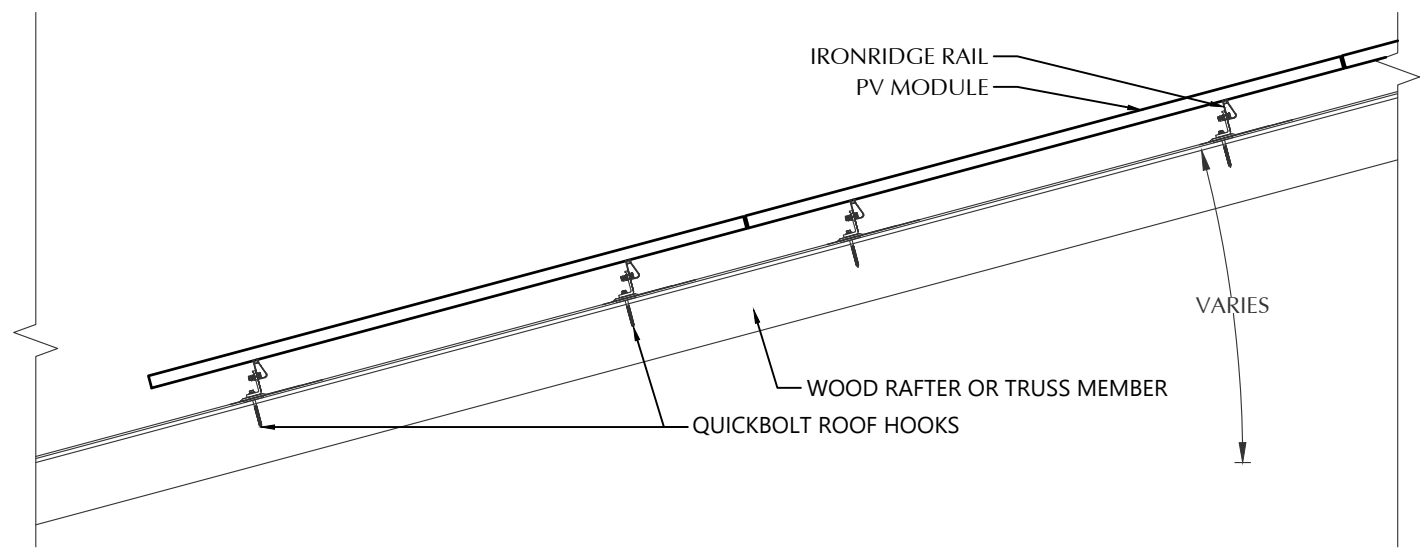 IRONRIDGE RAIL
PV MODULE
VARIES
WOOD RAFTER OR TRUSS MEMBER
QUICKBOLT ROOF HOOKS